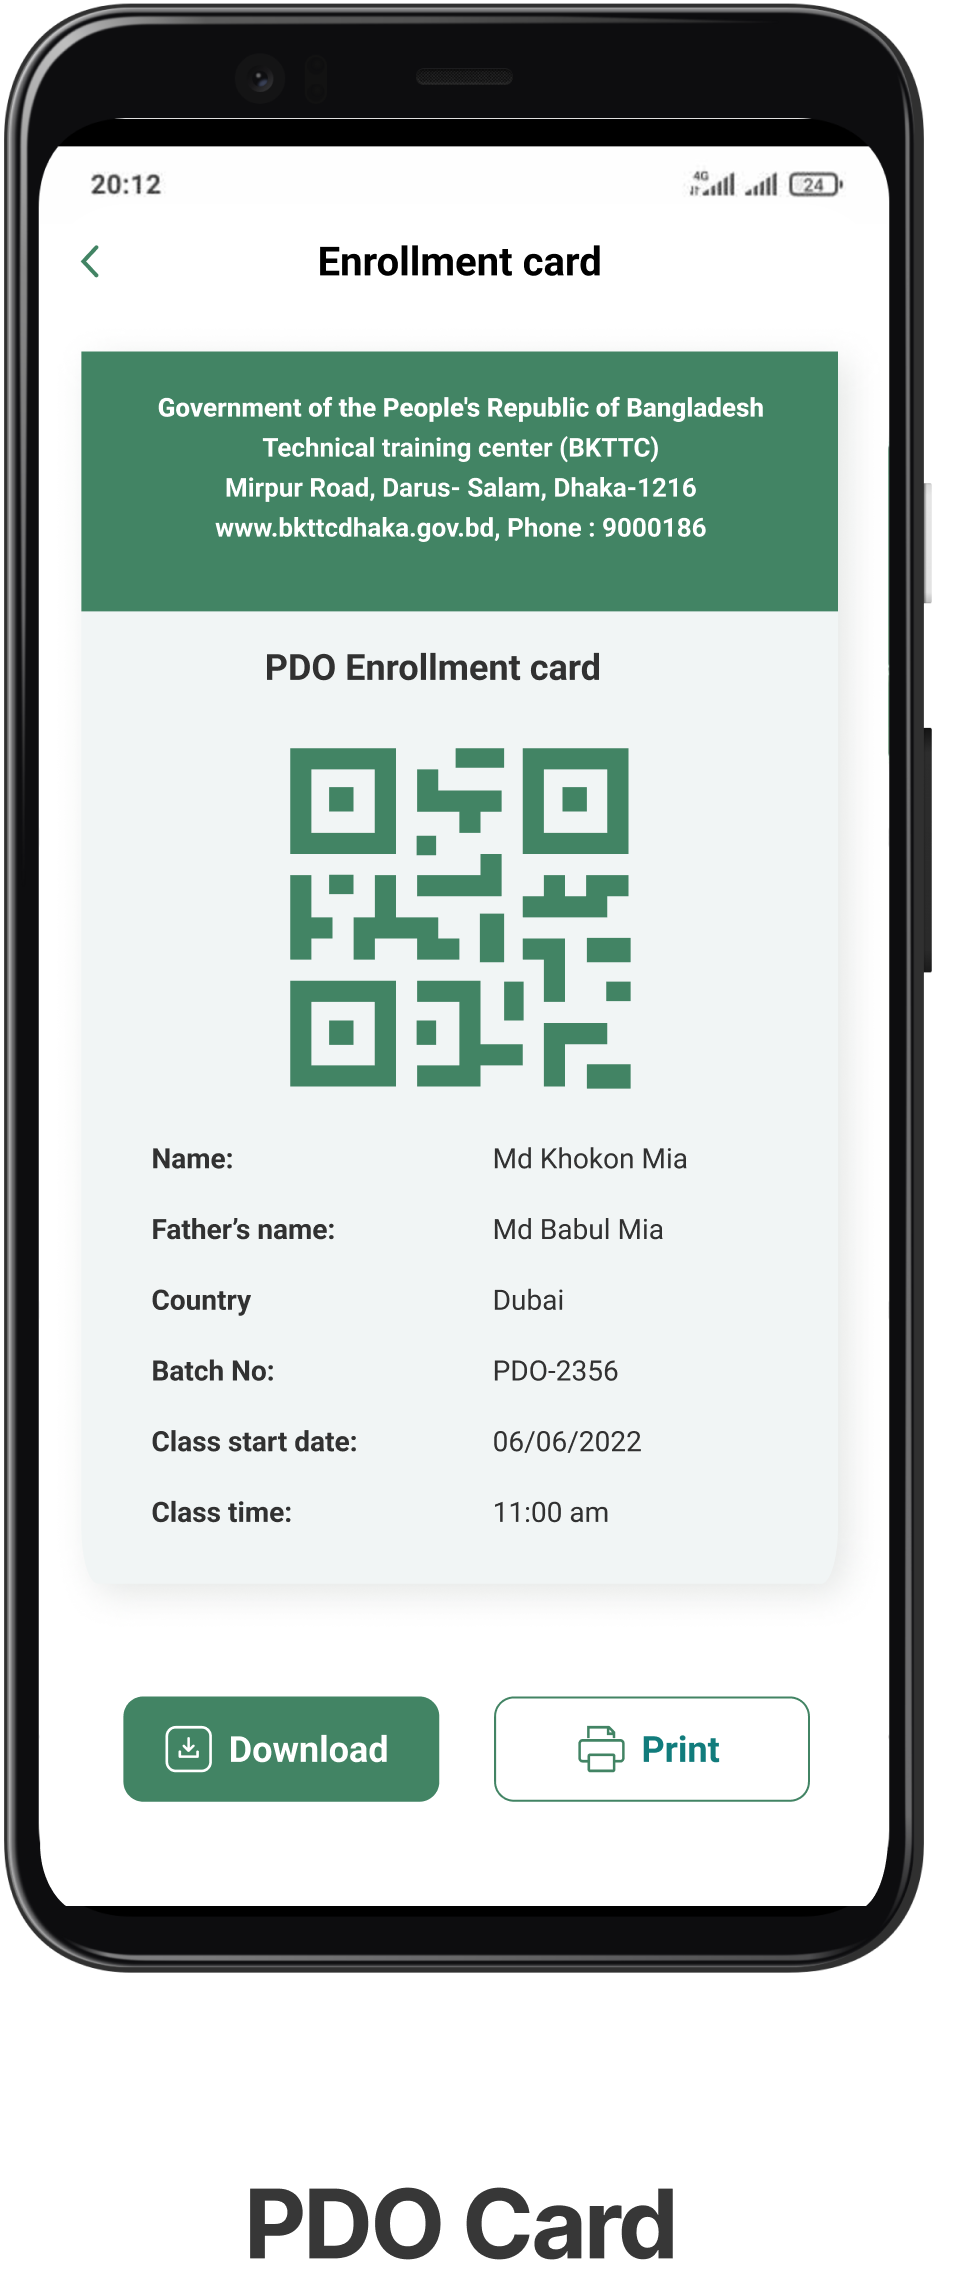 20:12
4G 24
Enrollment card
Government of the People's Republic of Bangladesh
Technical training center (BKTTC)
Mirpur Road, Darus- Salam, Dhaka-1216
www.bkttcdhaka.gov.bd, Phone : 9000186
PDO Enrollment card
Name: Md Khokon Mia
Father’s name: Md Babul Mia
Country Dubai
Batch No: PDO-2356
Class start date: 06/06/2022
Class time: 11:00 am
Download Print
PDO Card